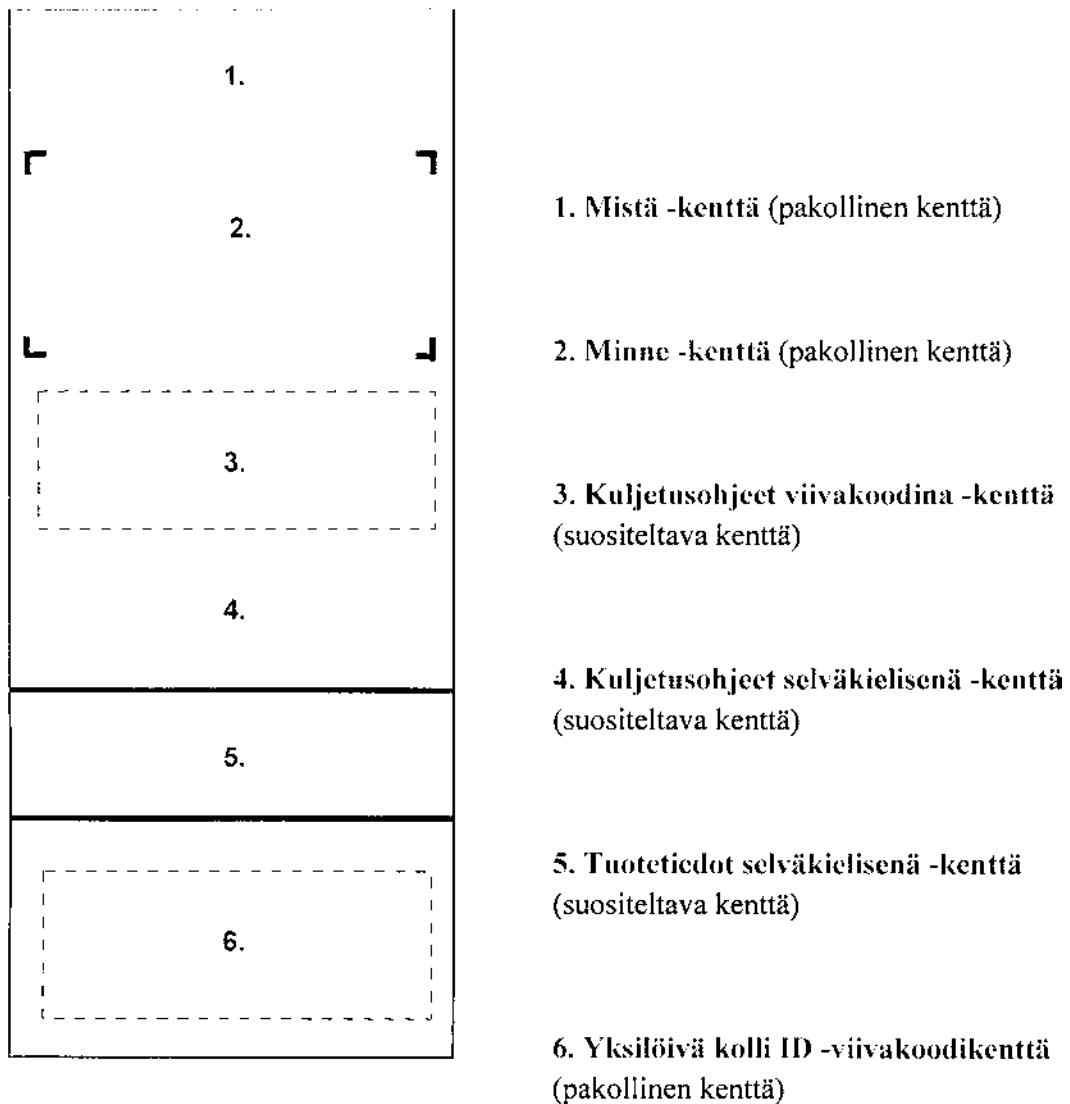 1.
2.
3.
4.
5.
6.
1. Mistä -kenttä (pakollinen kenttä)
2. Minne -kenttä (pakollinen kenttä)
3. Kuljetusohjeet viivakoodina -kenttä
(suositeltava kenttä)
4. Kuljetusohjeet selväkielisenä -kenttä
(suositeltava kenttä)
5. Tuotetiedot selväkielisenä -kenttä
(suositeltava kenttä)
6. Yksilöivä kolli ID -viivakoodikenttä
(pakollinen kenttä)